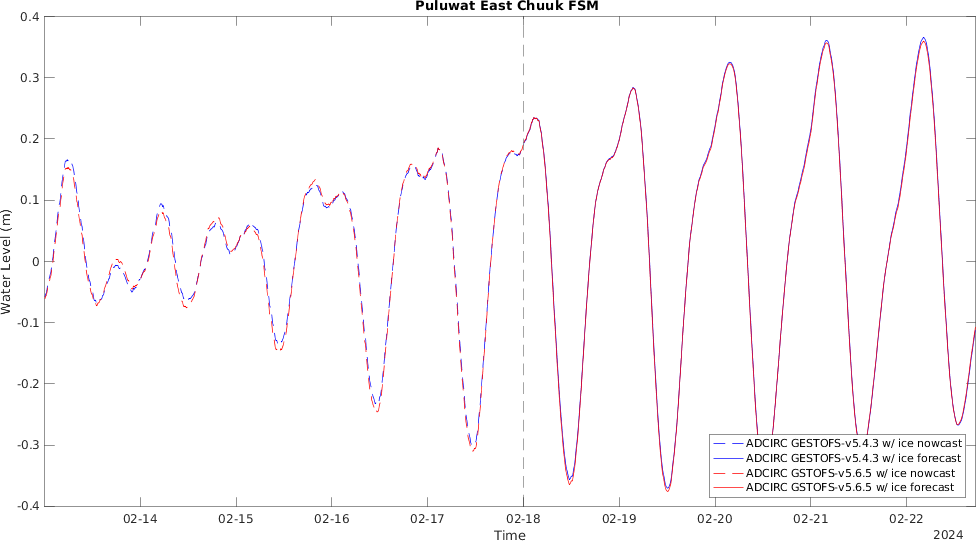 Puluwat East Chuuk FSM
0.4
0.3
0.2
0.1
0
-0.1
-0.2
-0.3
-0.4
Water Level (m)
ADCIRC GESTOFS-v5.4.3 w/ ice nowcast
ADCIRC GESTOFS-v5.4.3 w/ ice forecast
ADCIRC GSTOFS-v5.6.5 w/ ice nowcast
ADCIRC GSTOFS-v5.6.5 w/ ice forecast
02-14 02-15 02-16 02-17 02-18 02-19 02-20 02-21 02-22
Time
2024